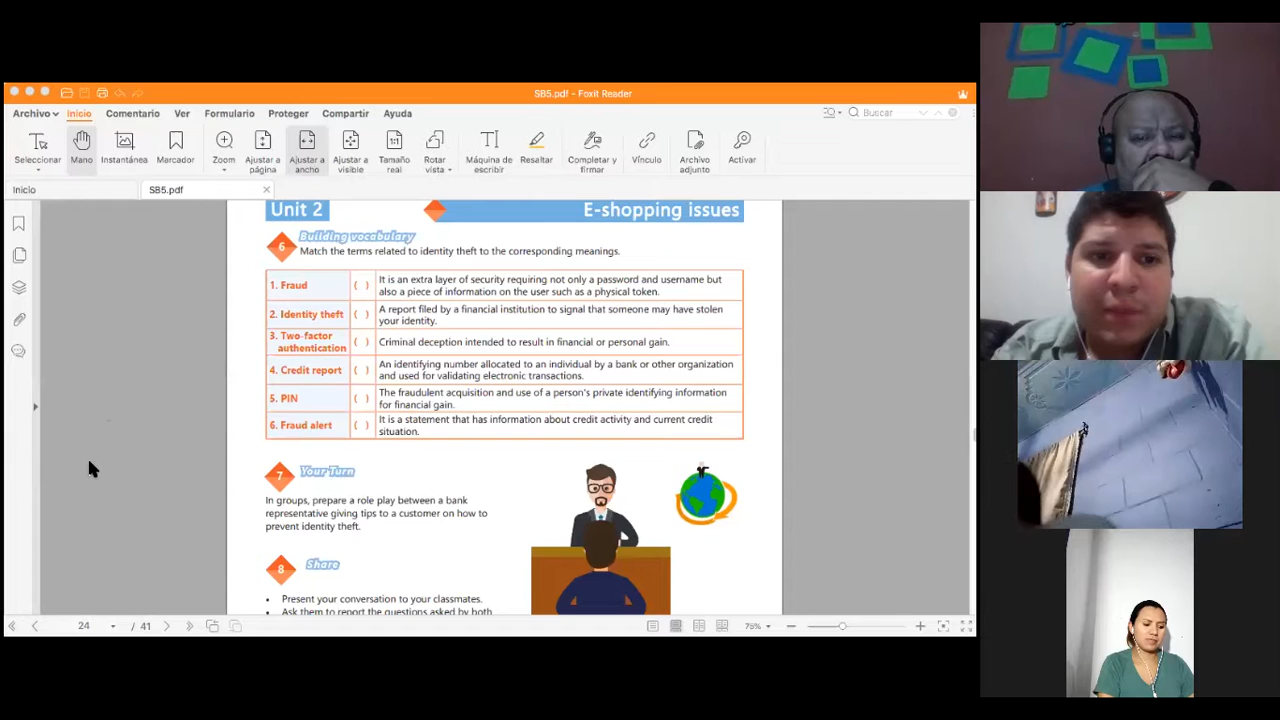 SB5.pdf - Foxit Reader
Archivo Inicio Comentario Ver Formulario Proteger Compartir Ayuda
Buscar
Seleccionar Mano Instantánea Marcador Zoom Ajustar a página Ajustar a ancho Ajustar a visible Tamaño real Rotar vista Máquina de escribir Resaltar Completar y firmar Vínculo Archivo adjunto Activar
Inicio SB5.pdf
Unit 2 E-shopping issues
6 Building vocabulary
Match the terms related to identity theft to the corresponding meanings.
1. Fraud ( ) It is an extra layer of security requiring not only a password and username but
also a piece of information on the user such as a physical token.
2. Identity theft ( ) A report filed by a financial institution to signal that someone may have stolen
your identity.
3. Two-factor
authentication ( ) Criminal deception intended to result in financial or personal gain.
4. Credit report ( ) An identifying number allocated to an individual by a bank or other organization
and used for validating electronic transactions.
5. PIN ( ) The fraudulent acquisition and use of a person's private identifying information
for financial gain.
6. Fraud alert ( ) It is a statement that has information about credit activity and current credit
situation.
7 Your Turn
In groups, prepare a role play between a bank
representative giving tips to a customer on how to
prevent identity theft.
8 Share
• Present your conversation to your classmates.
• Ask them to report the questions asked by both
24 / 41 75%